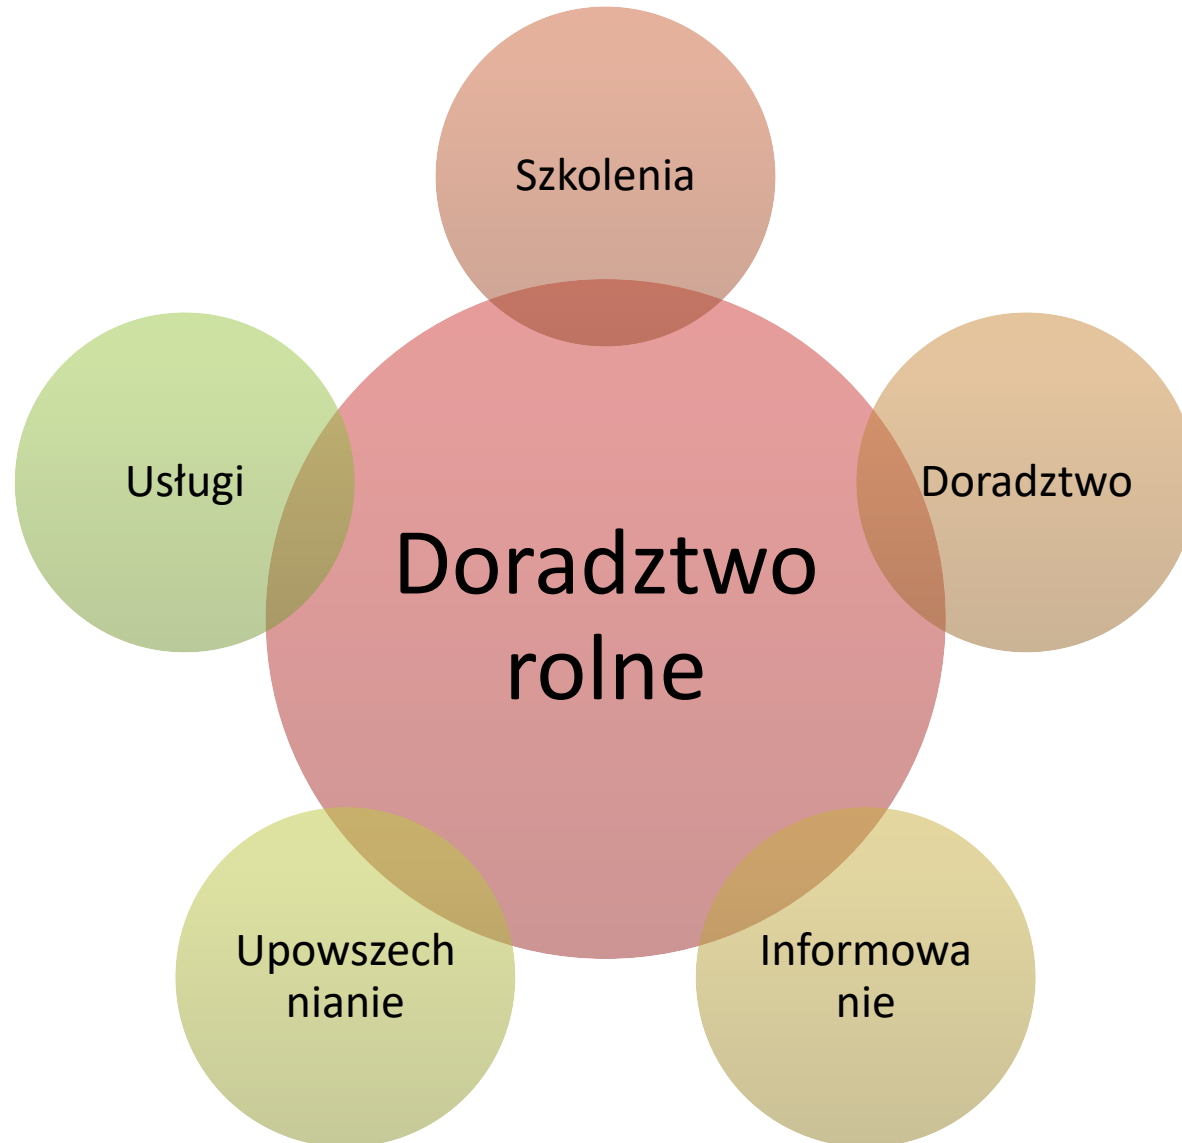 Szkolenia
Usługi
Doradztwo
Doradztwo
rolne
Upowszech
nianie
Informowa
nie